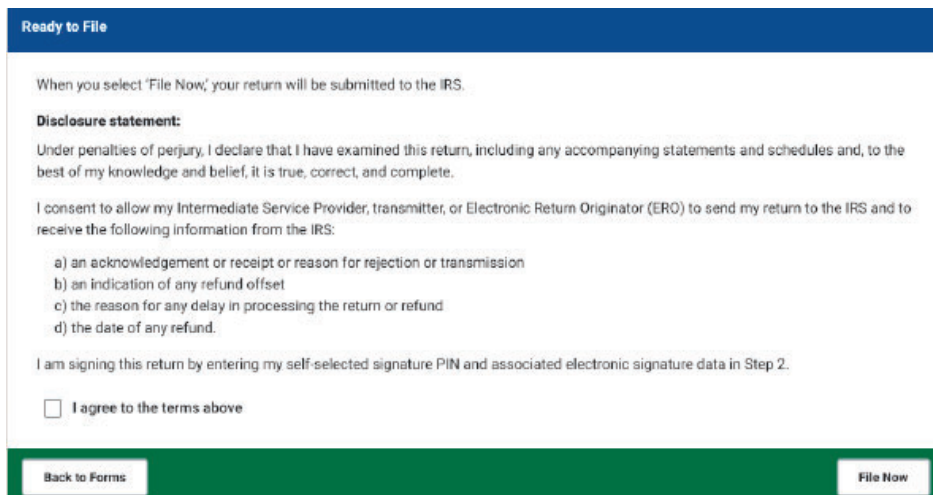 Ready to File
When you select 'File Now,' your return will be submitted to the IRS.
Disclosure statement:
Under penalties of perjury, I declare that I have examined this return, including any accompanying statements and schedules and, to the
best of my knowledge and belief, it is true, correct, and complete.
I consent to allow my Intermediate Service Provider, transmitter, or Electronic Return Originator (ERO) to send my return to the IRS and to
receive the following information from the IRS:
a) an acknowledgement or receipt or reason for rejection or transmission
b) an indication of any refund offset
c) the reason for any delay in processing the return or refund
d) the date of any refund.
I am signing this return by entering my self-selected signature PIN and associated electronic signature data in Step 2.
I agree to the terms above
Back to Forms
File Now